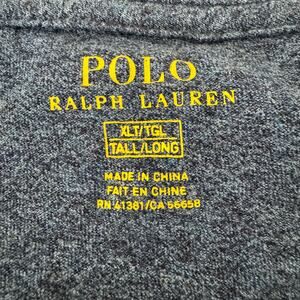 POLO
RALPH LAUREN
XLT/TGL
TALL/LONG
MADE IN CHINA
FAIT EN CHINE
RN 41381/CA 56658